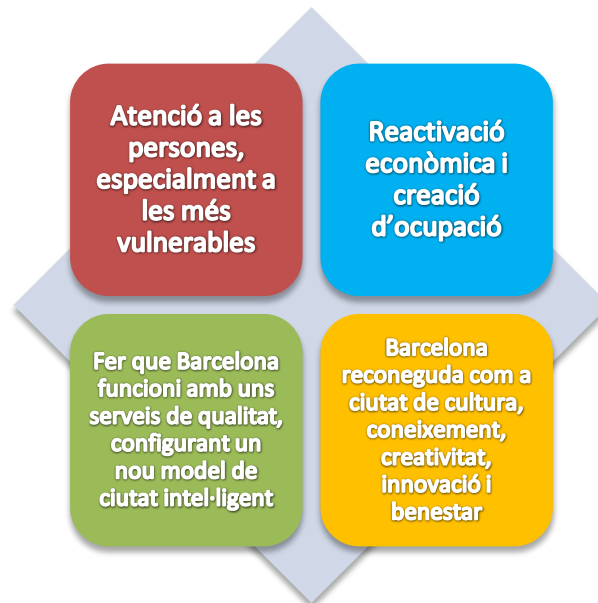 Atenció a les
persones,
especialment a
les més
vulnerables
Reactivació
econòmica i
creació
d'ocupació
Fer que Barcelona
funcioni amb uns
serveis de qualitat,
configurant un
nou model de
ciutat intel·ligent
Barcelona
reconeguda com a
ciutat de cultura,
coneixement,
creativitat,
innovació i
benestar